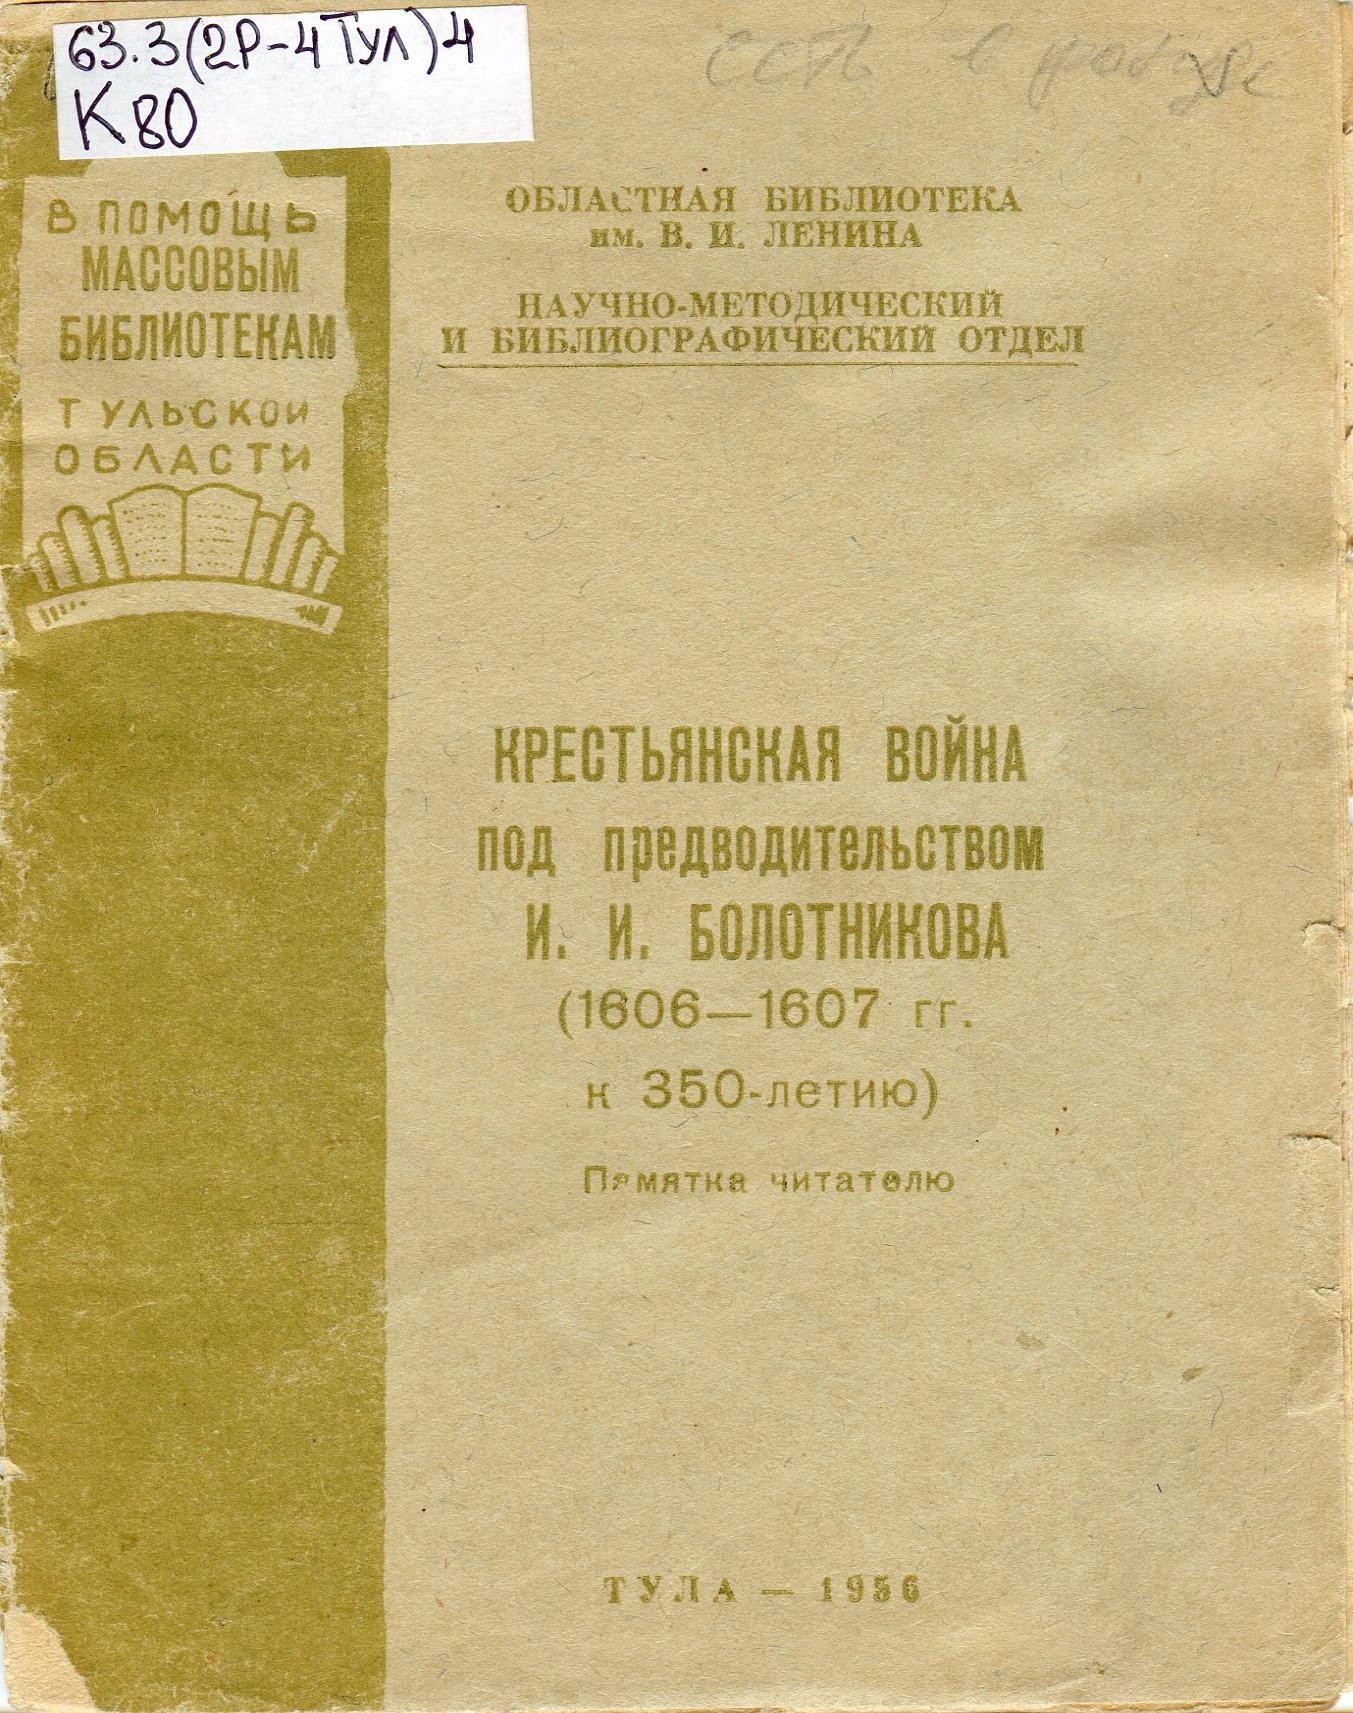 63.3(2Р-4Тул)4
К80
есть в
В ПОМОЩЬ
МАССОВЫМ
БИБЛИОТЕКАМ
ТУЛЬСКОЙ
ОБЛАСТИ
ОБЛАСТНАЯ БИБЛИОТЕКА
им. В. И. ЛЕНИНА
НАУЧНО-МЕТОДИЧЕСКИЙ
И БИБЛИОГРАФИЧЕСКИЙ ОТДЕЛ
КРЕСТЬЯНСКАЯ ВОЙНА
под предводительством
И. И. БОЛОТНИКОВА
(1606—1607 гг.
к 350-летию)
Памятка читателю
ТУЛА — 1956